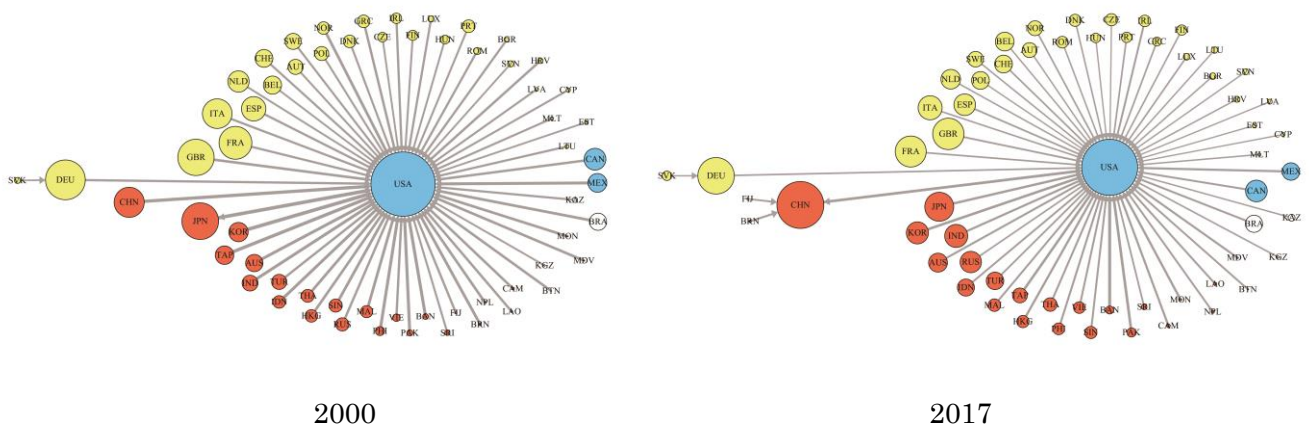 IRL
LUX
GRC
PRT
NOR
CZE
FIN
HUN
DNK
SWE
BGR
ROM
POL
CHE
HRV
SVN
AUT
NLD
BEL
LVA
CYP
ESP
ITA
MLT
EST
FRA
LTU
GBR
CAN
SVK
DEU
USA
MEX
CHN
KAZ
JPN
BRA
KOR
MON
TAP
AUS
MDV
KGZ
IND
TUR
CAM
BTN
IDN
THA
SIN
NPL
HKG
MAL
FIJ
LAO
VIE
BAN
RUS
BRN
PHI
PAK
SRI
2000
DNK
CZE
IRL
NOR
FIN
HUN
PRT
BEL
ROM
GRC
AUT
LTU
SWE
CHE
LUX
SVN
NLD
POL
BGR
HRV
LVA
ITA
ESP
EST
GBR
CYP
FRA
MLT
USA
MEX
SVK
DEU
CAN
FIJ
CHN
JPN
BRN
KAZ
BRA
KOR
IND
KGZ
MDV
AUS
RUS
TUR
LAO
IDN
BTN
TAP
MON
MAL
THA
VIE
SRI
BAN
NPL
HKG
CAM
PHI
SIN
PAK
2017